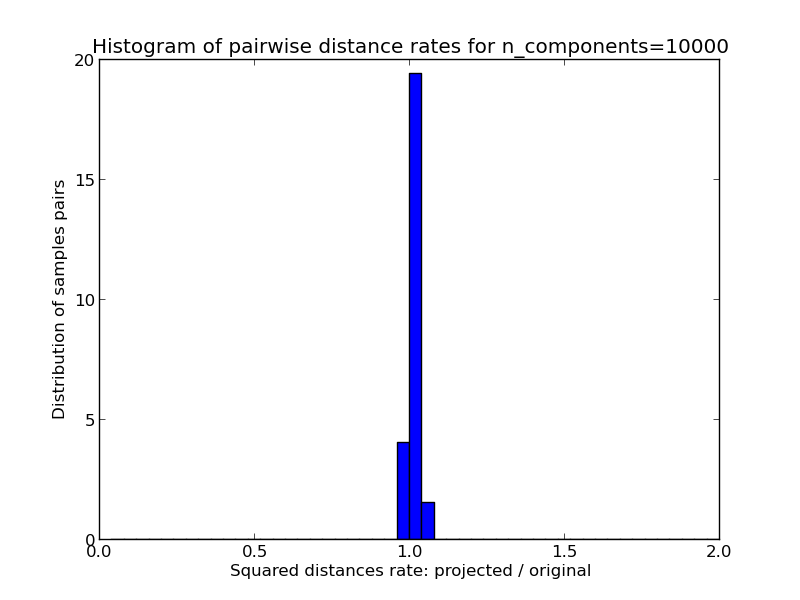 Histogram of pairwise distance rates for n_components=10000
Distribution of samples pairs
20
15
10
5
0
0.0 0.5 1.0 1.5 2.0
Squared distances rate: projected / original